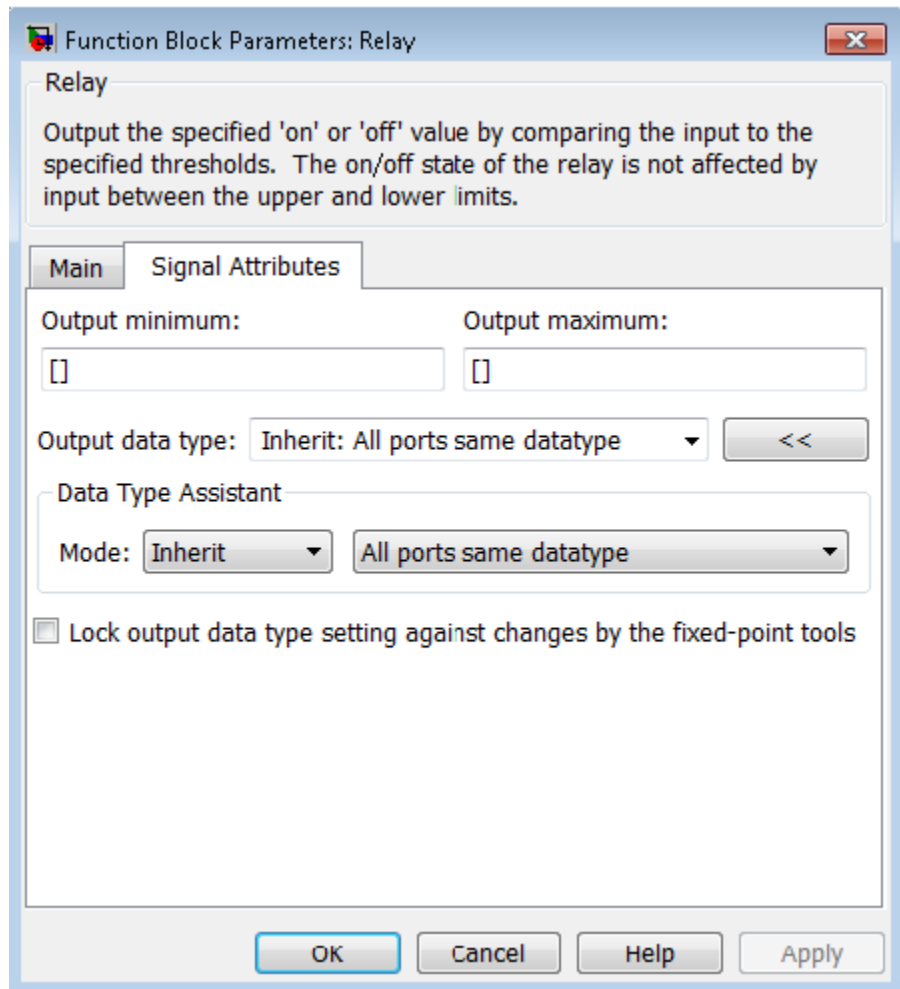 Function Block Parameters: Relay
Relay
Output the specified 'on' or 'off' value by comparing the input to the
specified thresholds.  The on/off state of the relay is not affected by
input between the upper and lower limits.
Main
Signal Attributes
Output minimum:
Output maximum:
[]
[]
Output data type:
Inherit: All ports same datatype
<<
Data Type Assistant
Mode:
Inherit
All ports same datatype
Lock output data type setting against changes by the fixed-point tools
OK
Cancel
Help
Apply